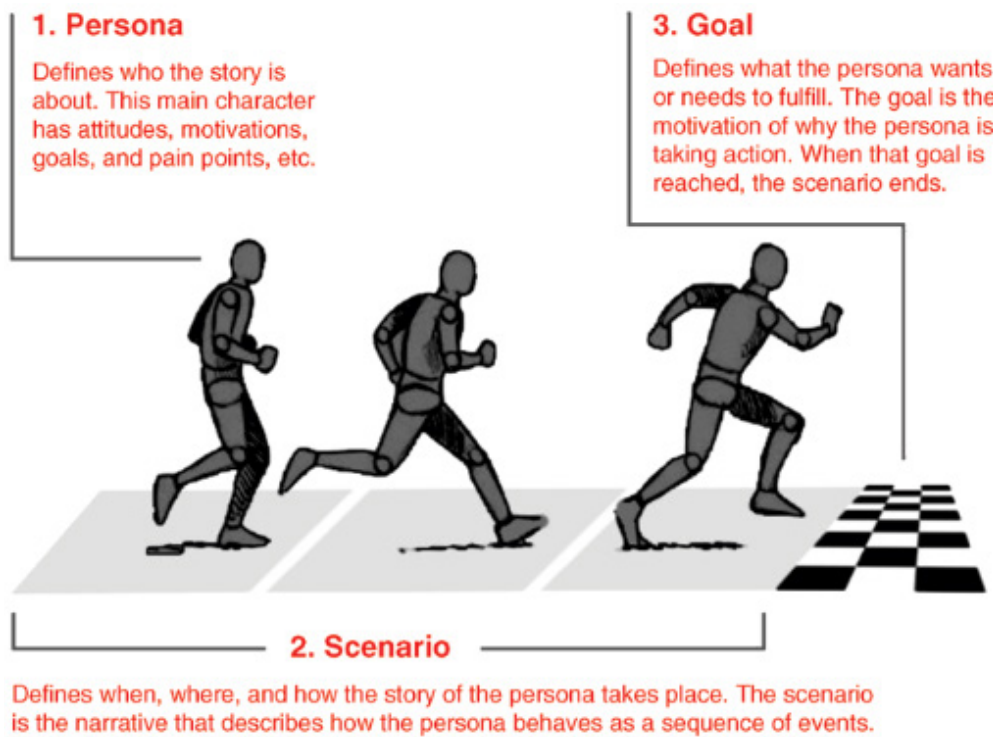 1. Persona
Defines who the story is
about. This main character
has attitudes, motivations,
goals, and pain points, etc.
3. Goal
Defines what the persona wants
or needs to fulfill. The goal is the
motivation of why the persona is
taking action. When that goal is
reached, the scenario ends.
2. Scenario
Defines when, where, and how the story of the persona takes place. The scenario
is the narrative that describes how the persona behaves as a sequence of events.